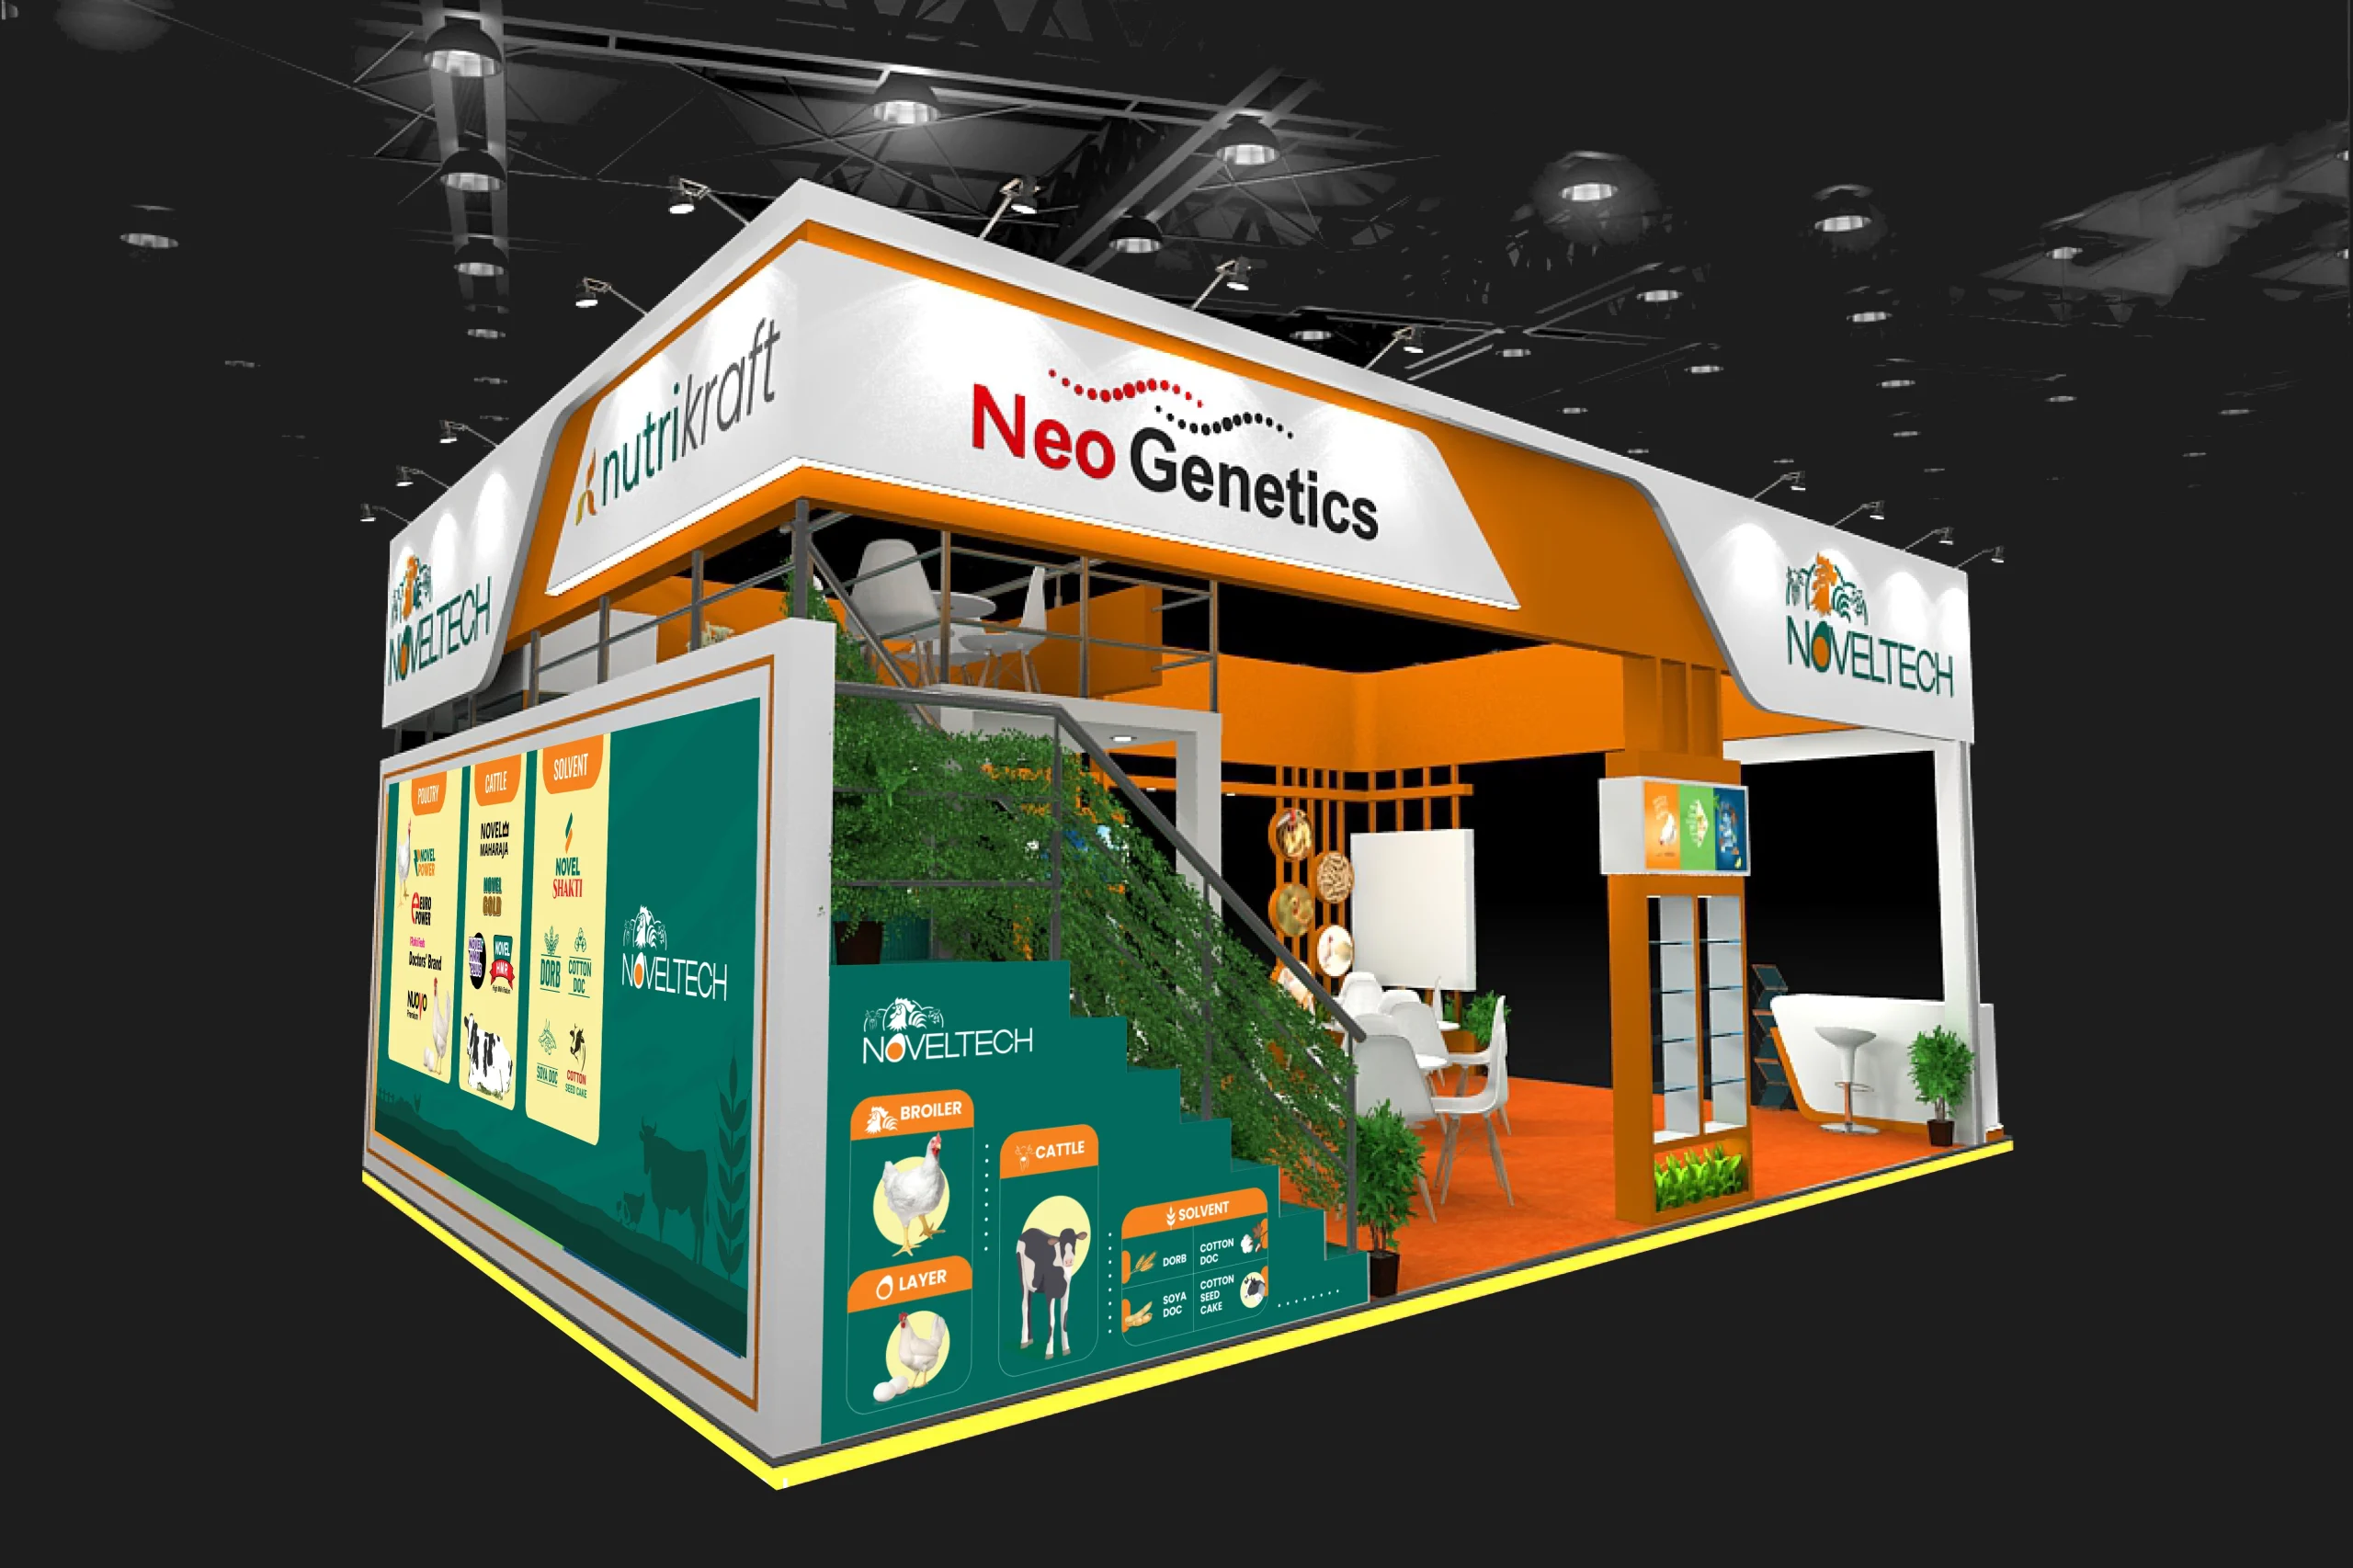 nutrikraft
Neo Genetics
NOVELTECH
NOVELTECH
POULTRY
NOVEL
POWER
EURO
POWER
Doctors' Brand
NUOVO
Premium
CATTLE
NOVEL
MAHARAJA
NOVEL
GOLD
NOVEL
HMR
SOLVENT
NOVEL
SHAKTI
DORB
COTTON
DOC
SOYA DOC
COTTON
SEED CAKE
NOVELTECH
NOVELTECH
BROILER
LAYER
CATTLE
SOLVENT
DORB
COTTON
DOC
SOYA
DOC
COTTON
SEED
CAKE